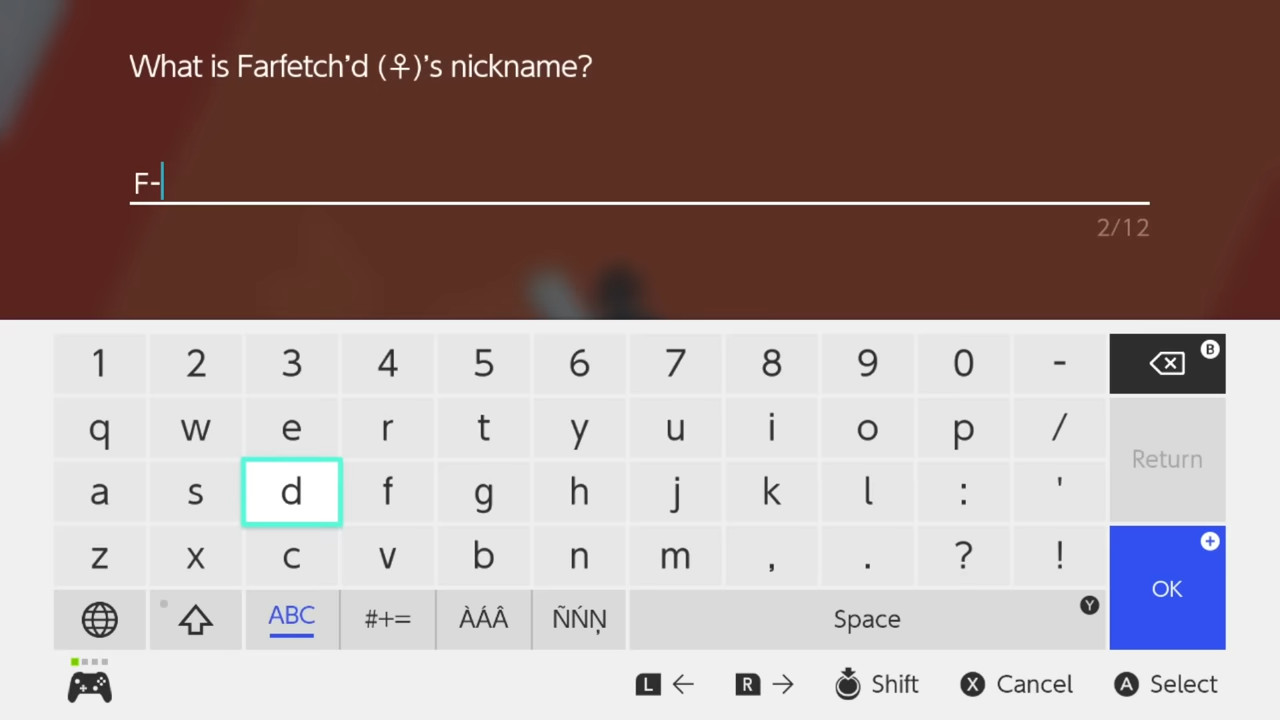 What is Farfetch’d (♀)’s nickname?
F-
2/12
1 2 3 4 5 6 7 8 9 0 - B
q w e r t y u i o p / Return
a s d f g h j k l : '
z x c v b n m , . ? ! + OK
ABC #+= ÀÁÂ ÑŃŅ Space Y
L ← R → Shift X Cancel A Select